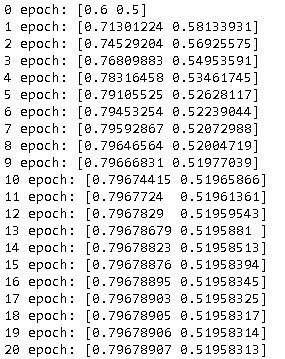 0 epoch: [0.6 0.5]
1 epoch: [0.71301224 0.58133931]
2 epoch: [0.74529204 0.56925575]
3 epoch: [0.76809883 0.54953591]
4 epoch: [0.78316458 0.53461745]
5 epoch: [0.79105525 0.52628117]
6 epoch: [0.79453254 0.52239044]
7 epoch: [0.79592867 0.52072988]
8 epoch: [0.79646564 0.52004719]
9 epoch: [0.79666831 0.51977039]
10 epoch: [0.79674415 0.51965866]
11 epoch: [0.7967724  0.51961361]
12 epoch: [0.7967829  0.51959543]
13 epoch: [0.79678679 0.5195881 ]
14 epoch: [0.79678823 0.51958513]
15 epoch: [0.79678876 0.51958394]
16 epoch: [0.79678895 0.51958345]
17 epoch: [0.79678903 0.51958325]
18 epoch: [0.79678905 0.51958317]
19 epoch: [0.79678906 0.51958314]
20 epoch: [0.79678907 0.51958313]